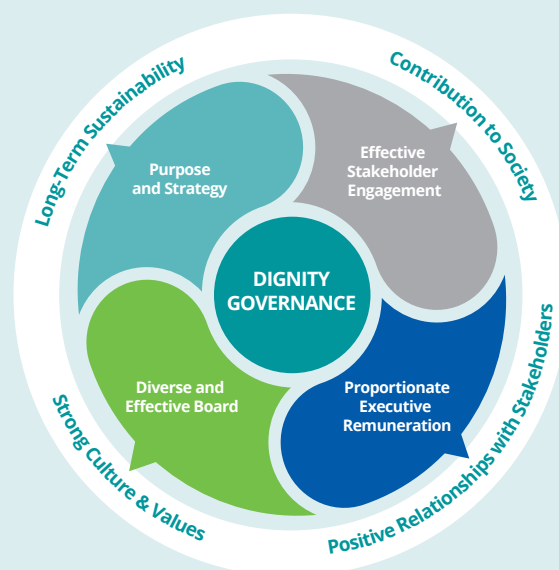 Long-Term Sustainability
Contribution to Society
Purpose
and Strategy
Effective
Stakeholder
Engagement
DIGNITY
GOVERNANCE
Diverse and
Effective Board
Proportionate
Executive
Remuneration
Strong Culture & Values
Positive Relationships with Stakeholders